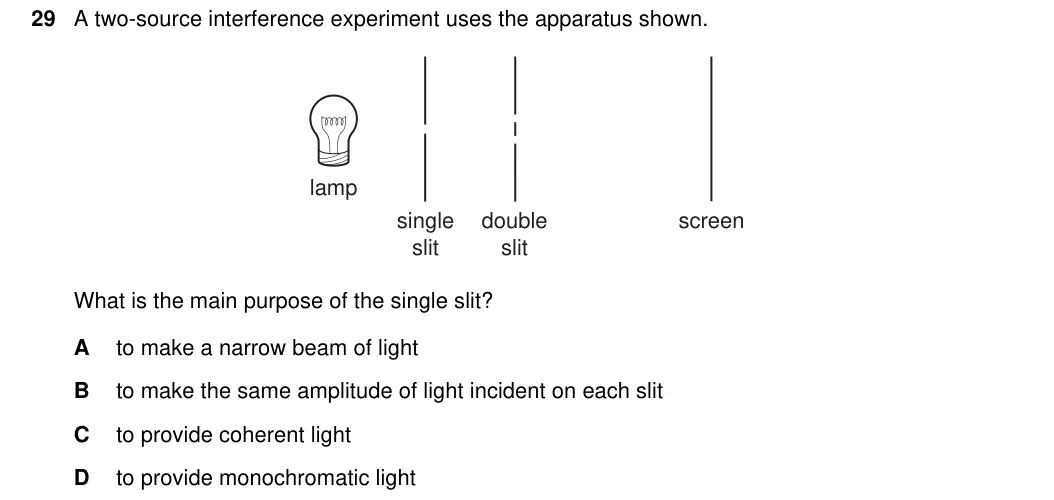 29 A two-source interference experiment uses the apparatus shown.
lamp
single
slit
double
slit
screen
What is the main purpose of the single slit?
A to make a narrow beam of light
B to make the same amplitude of light incident on each slit
C to provide coherent light
D to provide monochromatic light